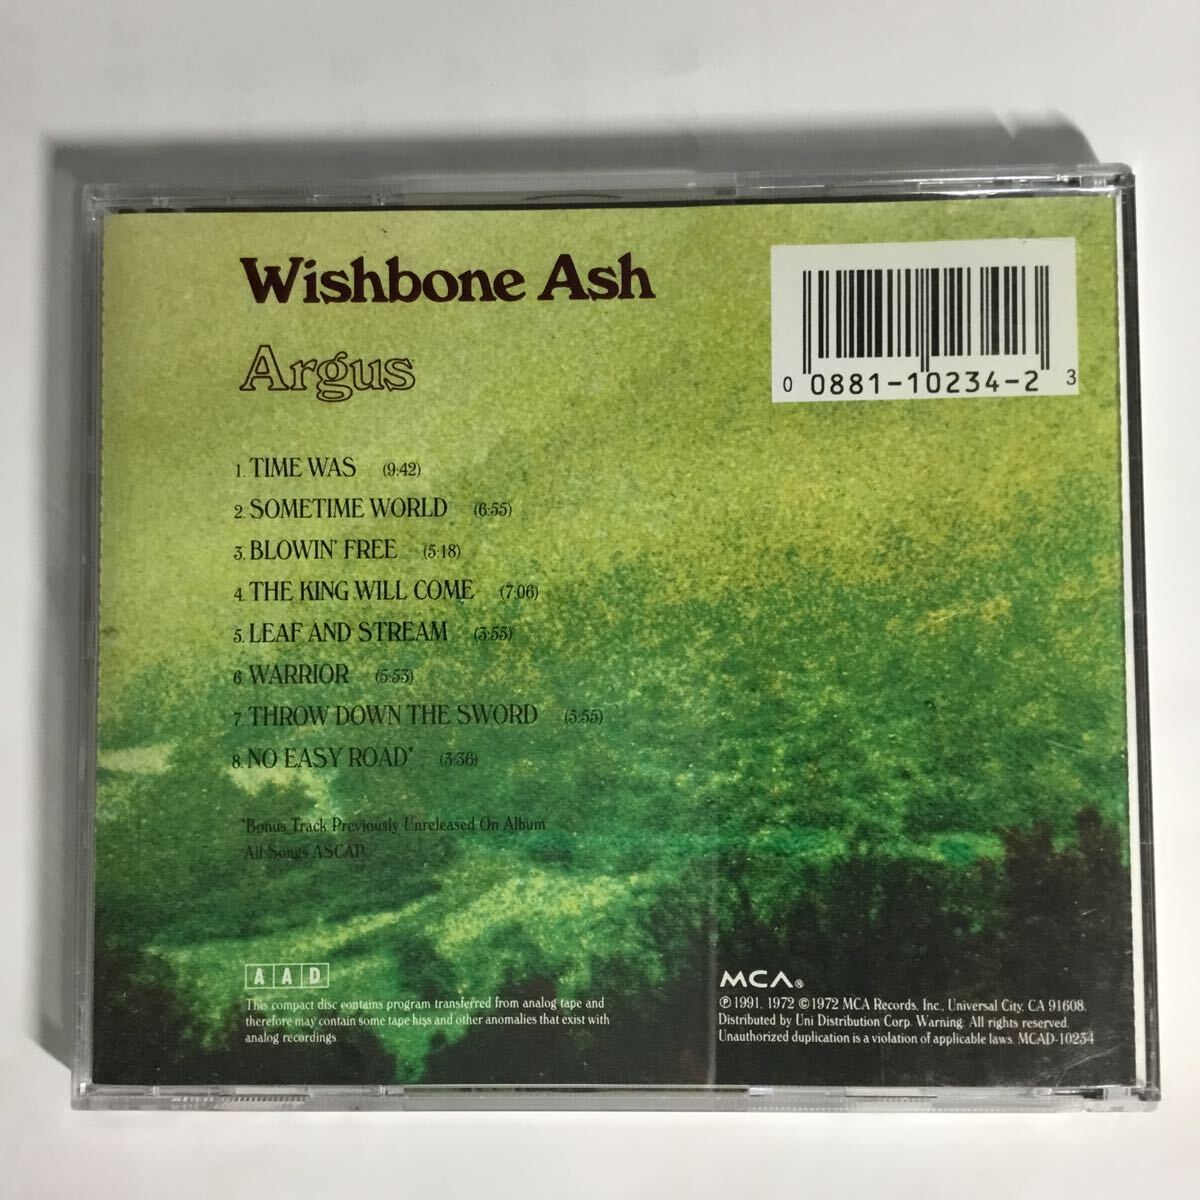 Wishbone Ash
Argus
0 0881-10234-2 3
1. TIME WAS (9:42)
2. SOMETIME WORLD (6:55)
3. BLOWIN' FREE (5:18)
4. THE KING WILL COME (7:06)
5. LEAF AND STREAM (3:55)
6. WARRIOR (5:53)
7. THROW DOWN THE SWORD (5:55)
8. NO EASY ROAD* (3:36)
*Bonus Track Previously Unreleased On Album
All Songs ASCAP.
A A D
This compact disc contains program transferred from analog tape and
therefore may contain some tape hiss and other anomalies that exist with
analog recordings.
MCA®
℗1991, 1972 ©1972 MCA Records, Inc., Universal City, CA 91608.
Distributed by Uni Distribution Corp. Warning: All rights reserved.
Unauthorized duplication is a violation of applicable laws. MCAD-10234